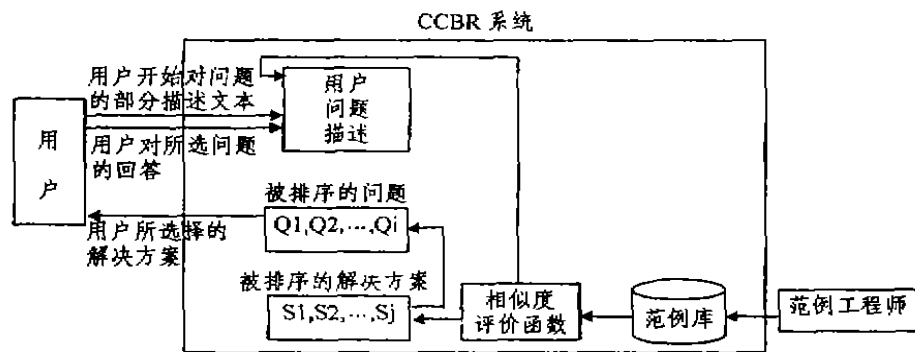 CCBR 系统
用户开始对问题
的部分描述文本
用户
问题
描述
用
户
用户对所选问题
的回答
被排序的问题
Q1,Q2,…,Qi
用户所选择的
解决方案
被排序的解决方案
S1,S2,…,Sj
相似度
评价函数
范例库
范例工程师